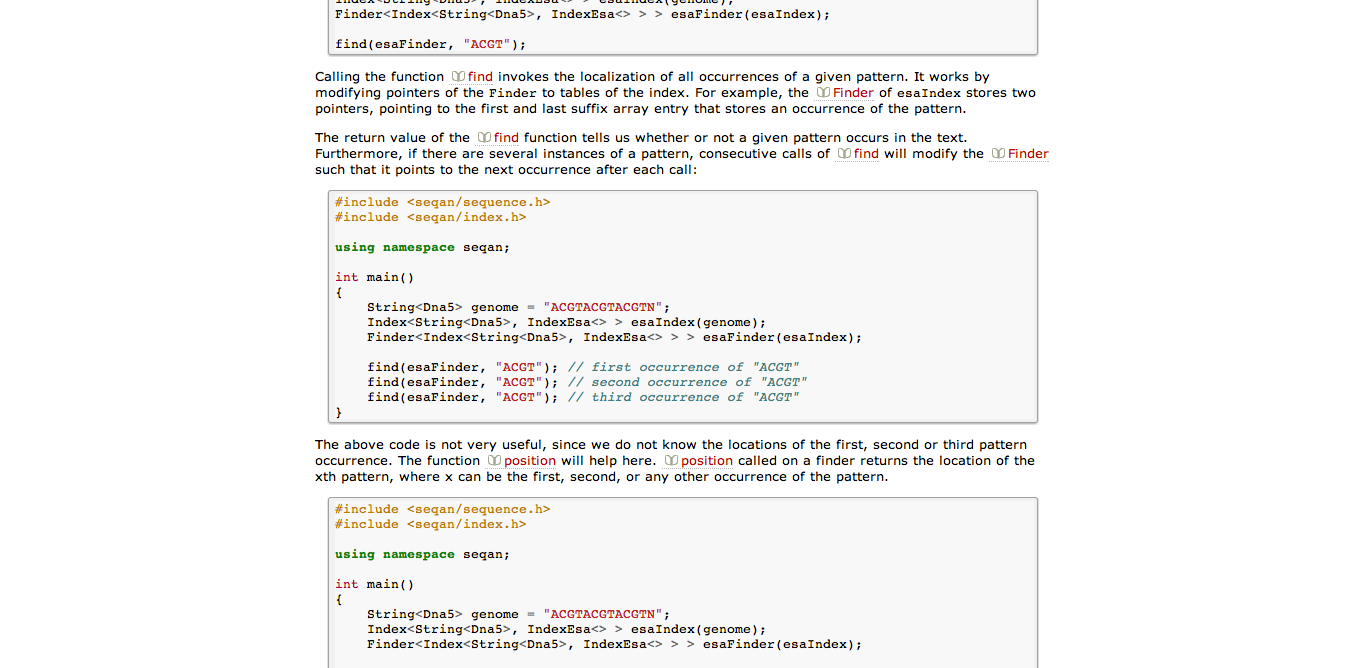 Finder<Index<String<Dna5>, IndexEsa<> > > esaFinder(esaIndex);
find(esaFinder, "ACGT");
Calling the function find invokes the localization of all occurrences of a given pattern. It works by
modifying pointers of the Finder to tables of the index. For example, the Finder of esaIndex stores two
pointers, pointing to the first and last suffix array entry that stores an occurrence of the pattern.
The return value of the find function tells us whether or not a given pattern occurs in the text.
Furthermore, if there are several instances of a pattern, consecutive calls of find will modify the Finder
such that it points to the next occurrence after each call:
#include <seqan/sequence.h>
#include <seqan/index.h>
using namespace seqan;
int main()
{
String<Dna5> genome = "ACGTACGTACGTN";
Index<String<Dna5>, IndexEsa<> > esaIndex(genome);
Finder<Index<String<Dna5>, IndexEsa<> > > esaFinder(esaIndex);
find(esaFinder, "ACGT"); // first occurrence of "ACGT"
find(esaFinder, "ACGT"); // second occurrence of "ACGT"
find(esaFinder, "ACGT"); // third occurrence of "ACGT"
}
The above code is not very useful, since we do not know the locations of the first, second or third pattern
occurrence. The function position will help here. position called on a finder returns the location of the
xth pattern, where x can be the first, second, or any other occurrence of the pattern.
#include <seqan/sequence.h>
#include <seqan/index.h>
using namespace seqan;
int main()
{
String<Dna5> genome = "ACGTACGTACGTN";
Index<String<Dna5>, IndexEsa<> > esaIndex(genome);
Finder<Index<String<Dna5>, IndexEsa<> > > esaFinder(esaIndex);